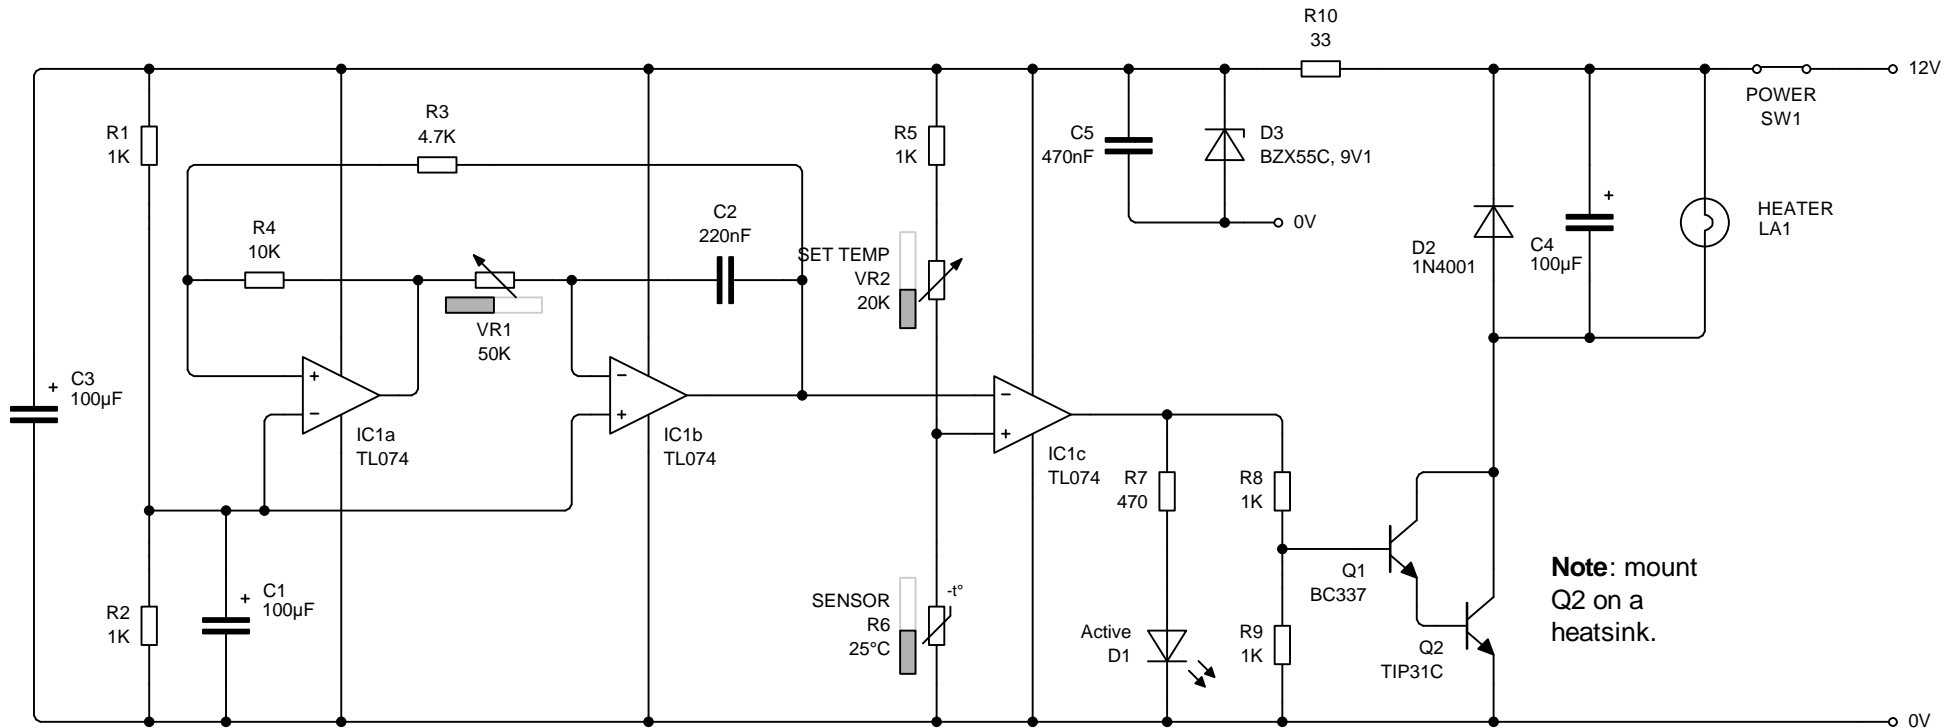 R10
33
12V
POWER
SW1
R3
4.7K
R1
1K
R5
1K
C5
470nF
D3
BZX55C, 9V1
R4
10K
C2
220nF
0V
+
HEATER
LA1
SET TEMP
VR2
20K
D2
1N4001
C4
100µF
VR1
50K
+
C3
100µF
+
−
IC1a
TL074
−
+
IC1b
TL074
−
+
IC1c
TL074
R7
470
R8
1K
R2
1K
+
C1
100µF
SENSOR
R6
25°C
-t°
Active
D1
R9
1K
Q1
BC337
Q2
TIP31C
Note: mount
Q2 on a
heatsink.
0V